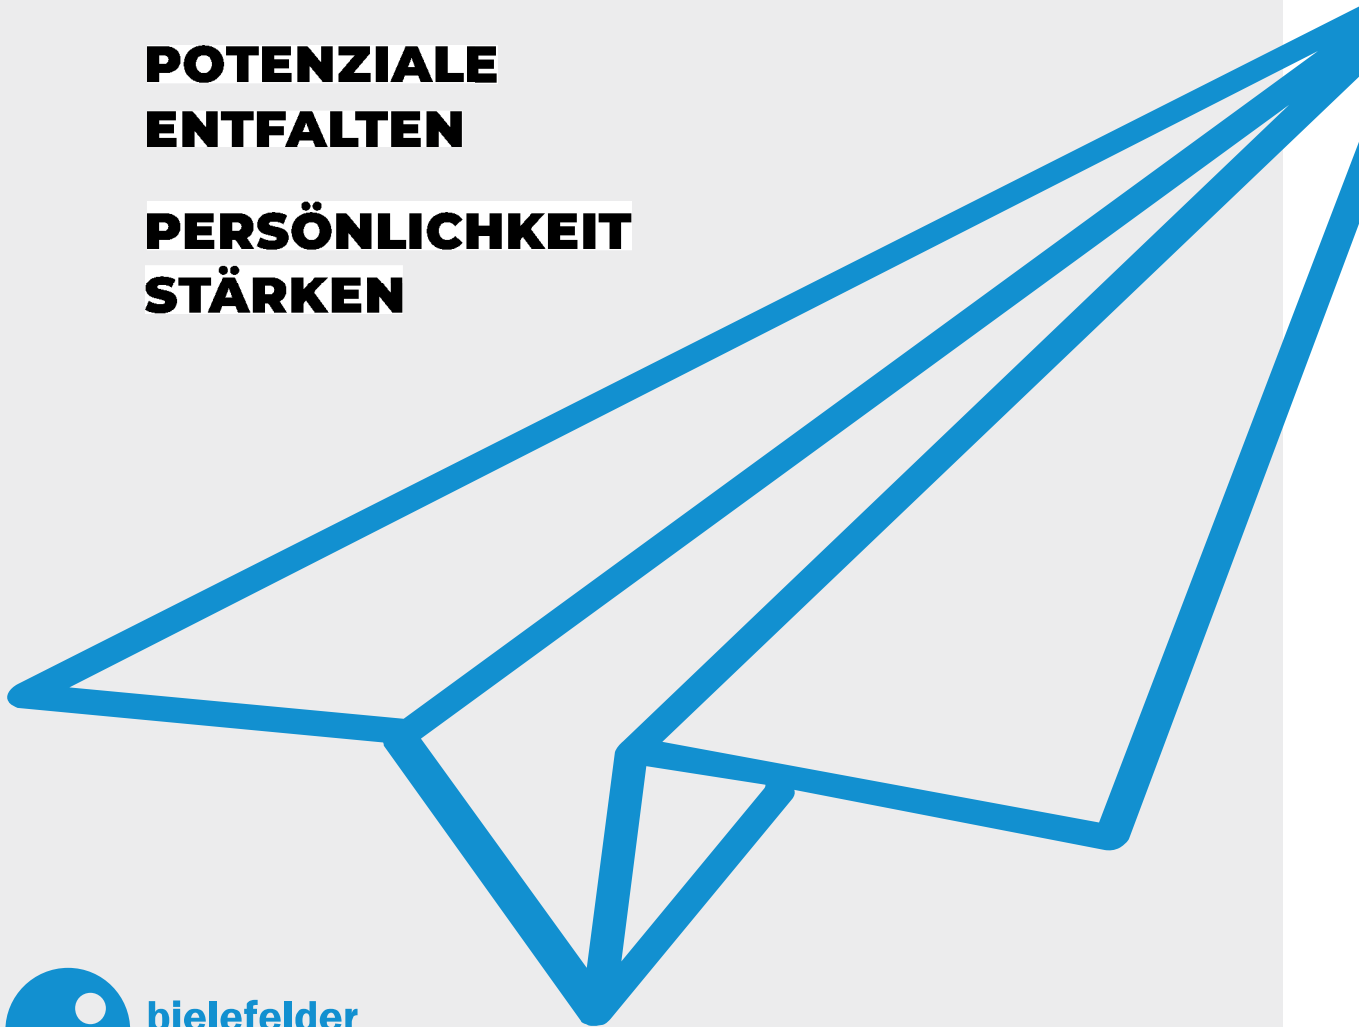 POTENZIALE
ENTFALTEN
PERSÖNLICHKEIT
STÄRKEN
bielefelder